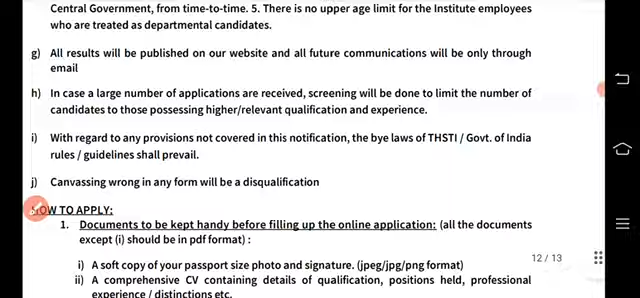 Central Government, from time-to-time. 5. There is no upper age limit for the Institute employees
who are treated as departmental candidates.
g) All results will be published on our website and all future communications will be only through
email
h) In case a large number of applications are received, screening will be done to limit the number of
candidates to those possessing higher/relevant qualification and experience.
i) With regard to any provisions not covered in this notification, the bye laws of THSTI / Govt. of India
rules / guidelines shall prevail.
j) Canvassing wrong in any form will be a disqualification
TO APPLY:
1. Documents to be kept handy before filling up the online application: (all the documents
except (i) should be in pdf format) :
i) A soft copy of your passport size photo and signature. (jpeg/jpg/png format)
12 / 13
ii) A comprehensive CV containing details of qualification, positions held, professional
experience / distinctions etc.